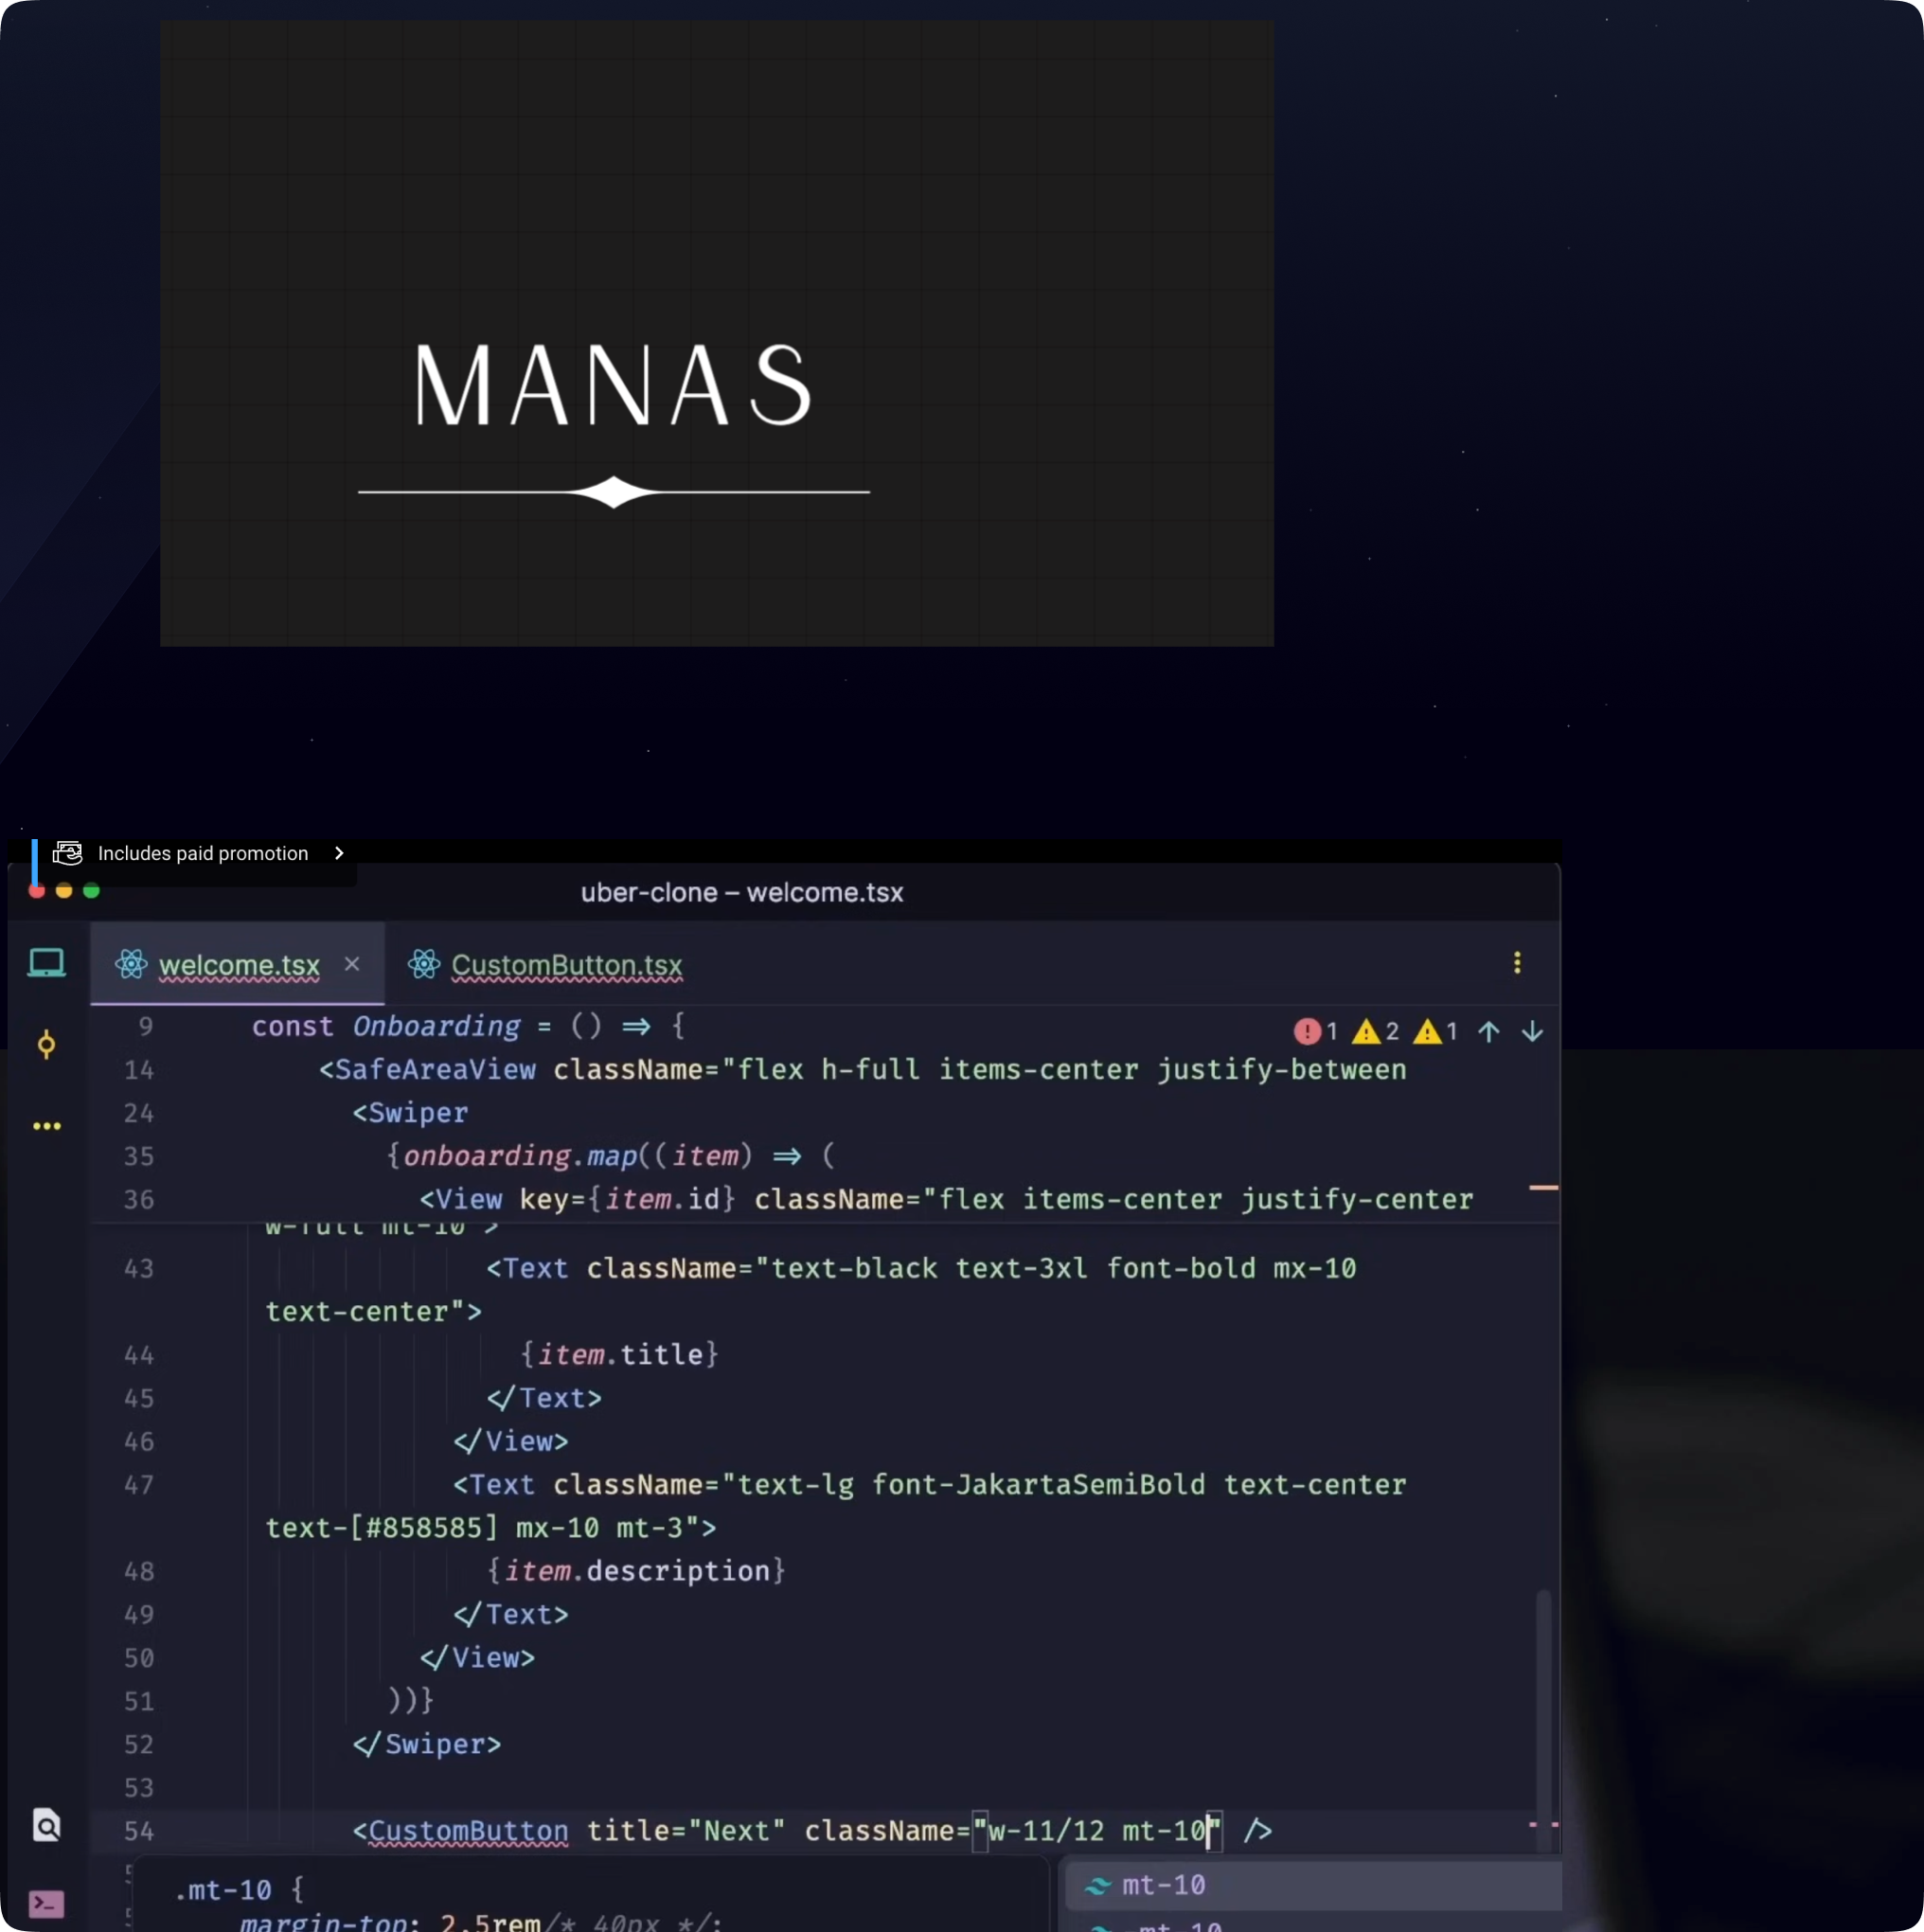 MANAS
Includes paid promotion
uber-clone – welcome.tsx
welcome.tsx × CustomButton.tsx
9 const Onboarding = () => { 1 2 1
14 <SafeAreaView className="flex h-full items-center justify-between
24 <Swiper
35 {onboarding.map((item) => (
36 <View key={item.id} className="flex items-center justify-center
w-full mt-10">
43 <Text className="text-black text-3xl font-bold mx-10
text-center">
44 {item.title}
45 </Text>
46 </View>
47 <Text className="text-lg font-JakartaSemiBold text-center
text-[#858585] mx-10 mt-3">
48 {item.description}
49 </Text>
50 </View>
51 ))}
52 </Swiper>
53
54 <CustomButton title="Next" className="w-11/12 mt-10" />
.mt-10 {
margin-top: 2.5rem/* 40px */;
mt-10
-mt-10